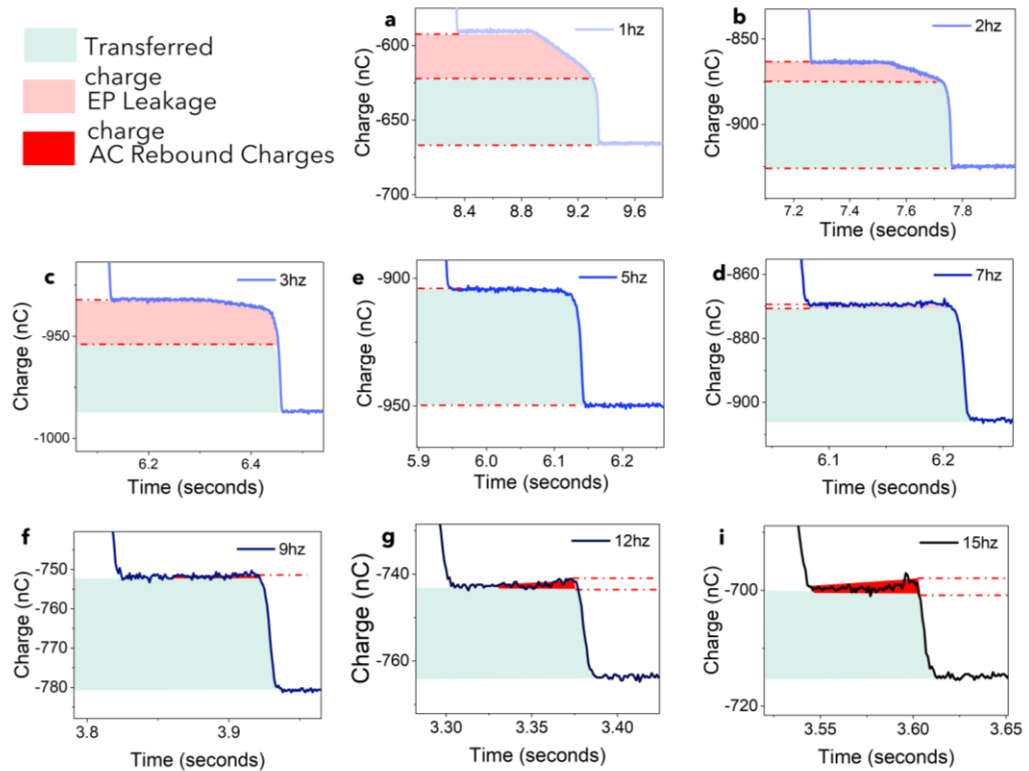 Transferred
charge
EP Leakage
charge
AC Rebound Charges
a
1hz
Charge (nC)
-600
-650
-700
8.4 8.8 9.2 9.6
b
2hz
Charge (nC)
-850
-900
7.2 7.4 7.6 7.8
Time (seconds)
c
3hz
Charge (nC)
-950
-1000
6.2 6.4
Time (seconds)
e
5hz
Charge (nC)
-900
-950
5.9 6.0 6.1 6.2
Time (seconds)
d
7hz
Charge (nC)
-860
-880
-900
6.1 6.2
Time (seconds)
f
9hz
Charge (nC)
-750
-760
-770
-780
3.8 3.9
Time (seconds)
g
12hz
Charge (nC)
-740
-760
3.30 3.35 3.40
Time (seconds)
i
15hz
Charge (nC)
-700
-720
3.55 3.60 3.65
Time (seconds)